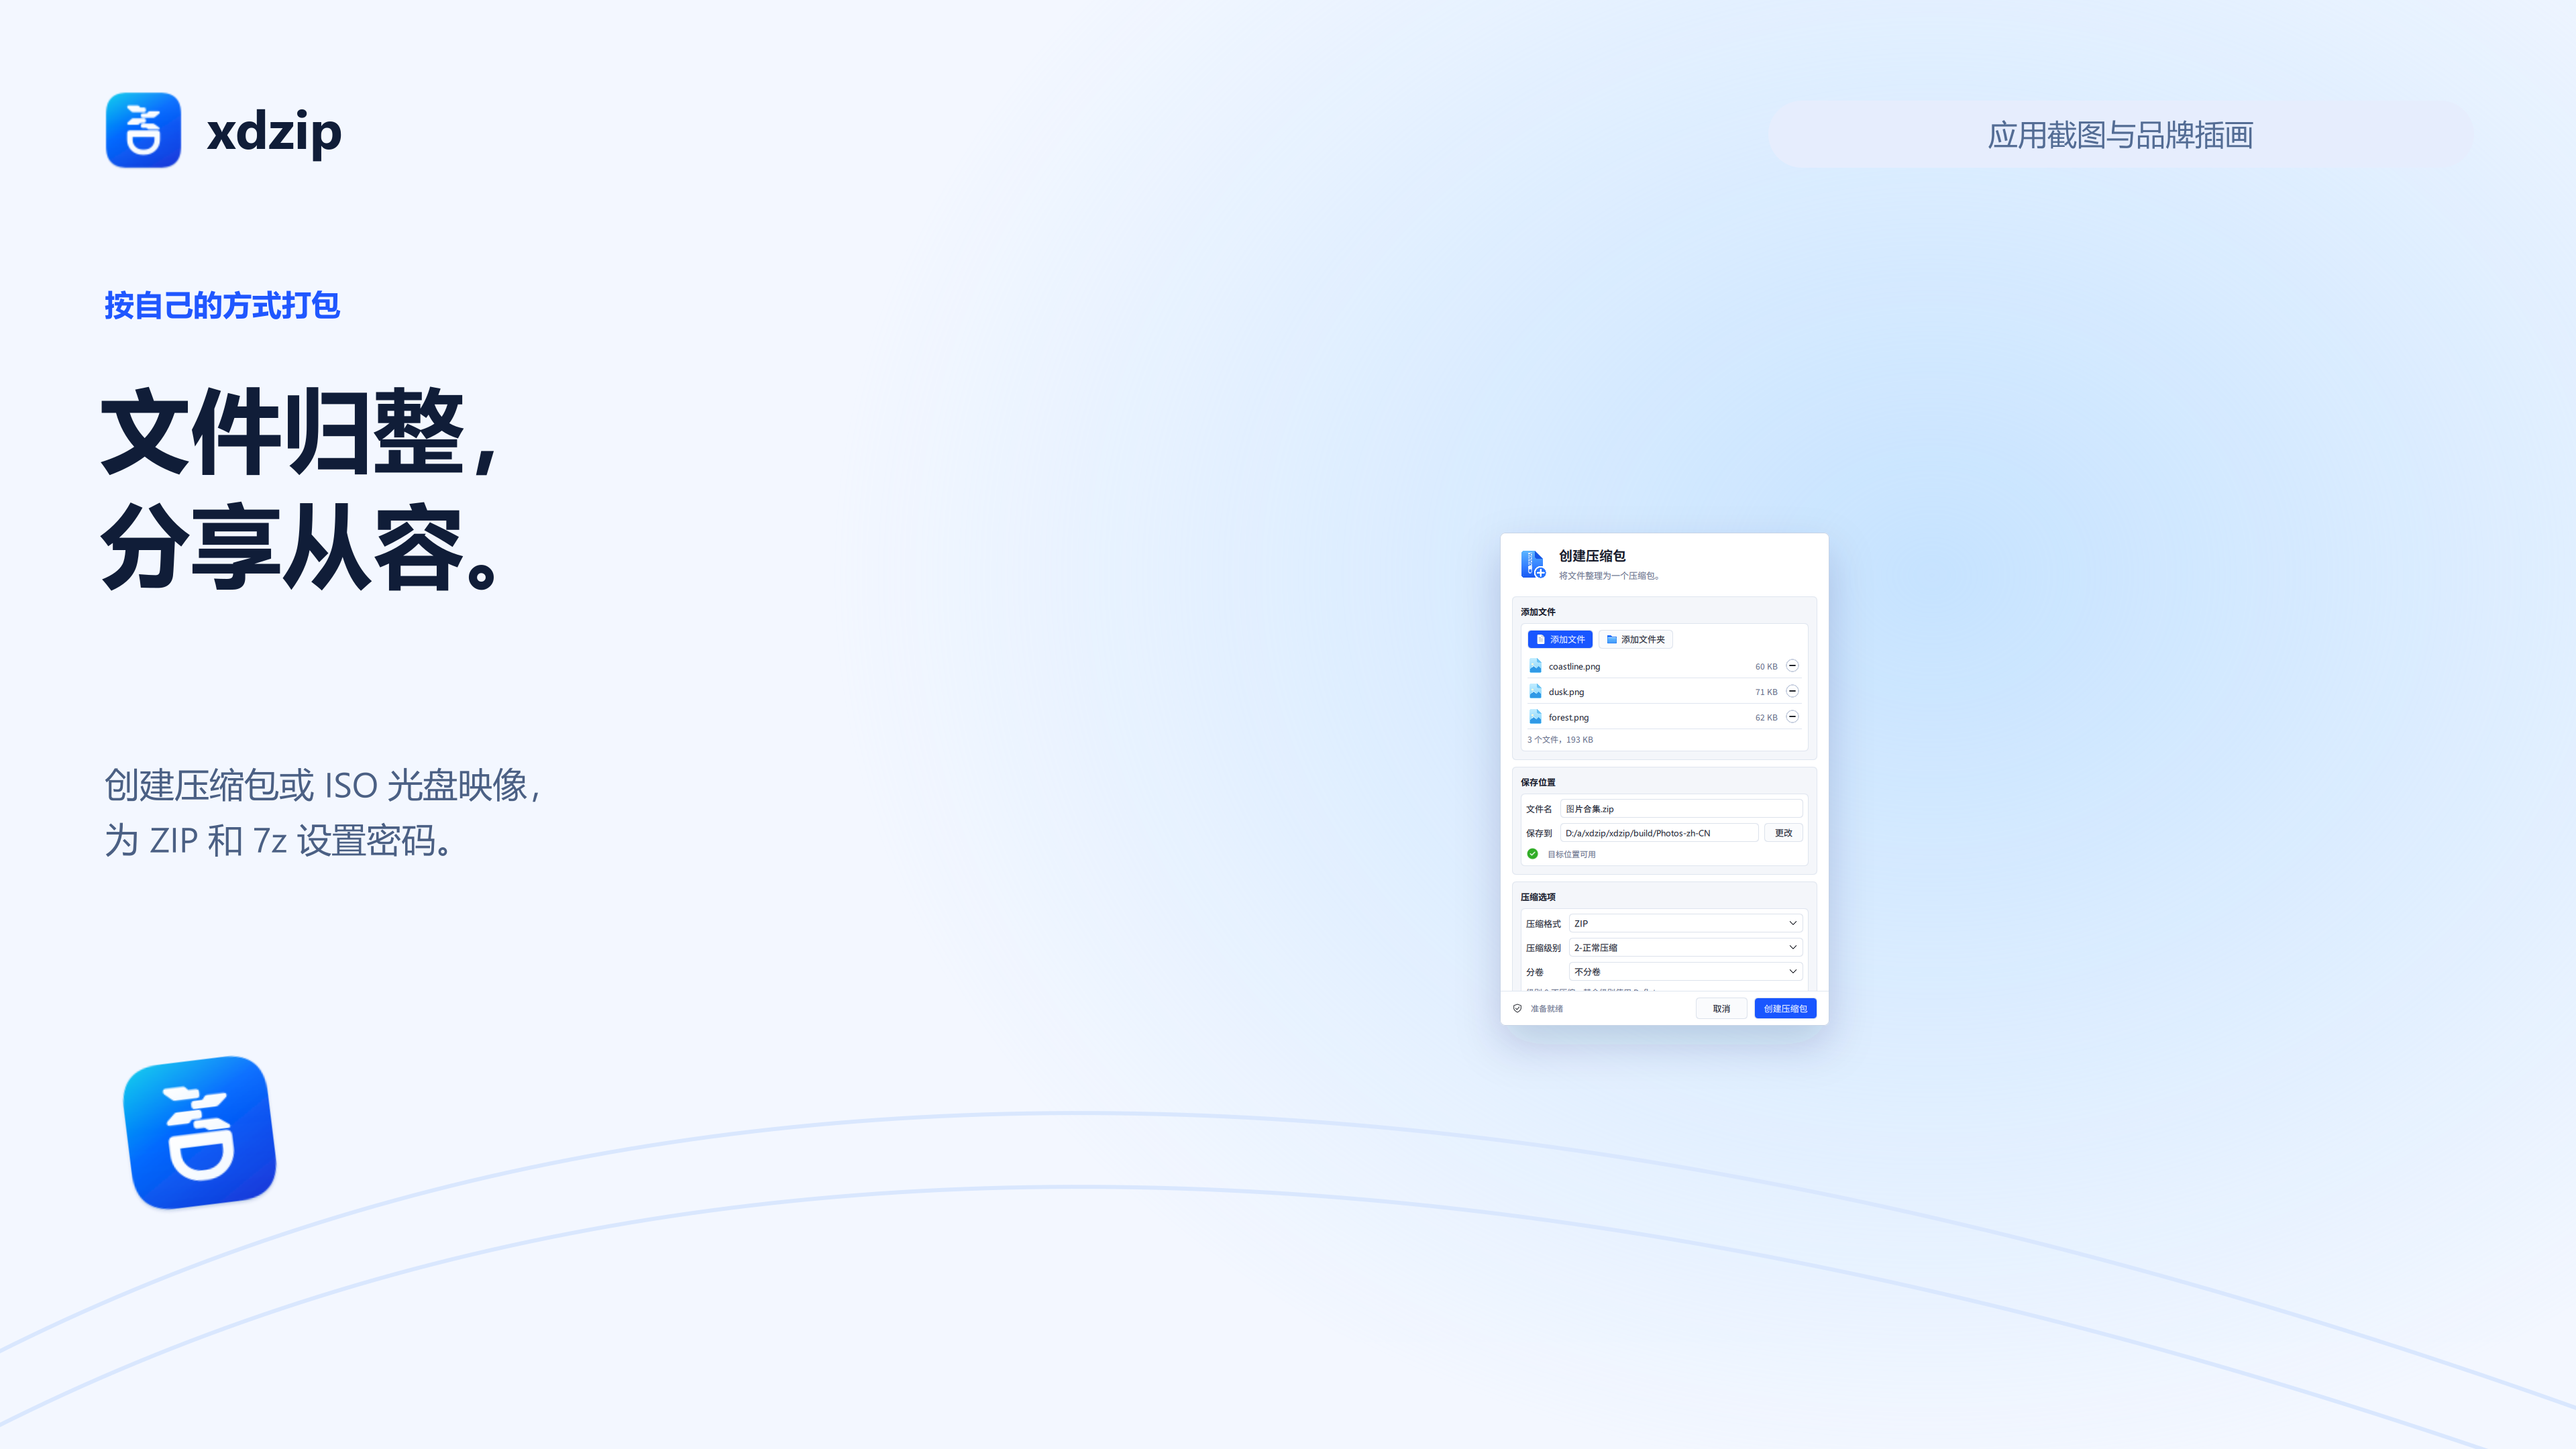 xdzip
应用截图与品牌插画
按自己的方式打包
文件归整，
分享从容。
创建压缩包或 ISO 光盘映像，
为 ZIP 和 7z 设置密码。
创建压缩包
将文件整理为一个压缩包。
添加文件
添加文件 添加文件夹
coastline.png 60 KB
dusk.png 71 KB
forest.png 62 KB
3 个文件，193 KB
保存位置
文件名 图片合集.zip
保存到 D:/a/xdzip/xdzip/build/Photos-zh-CN 更改
目标位置可用
压缩选项
压缩格式 ZIP
压缩级别 2-正常压缩
分卷 不分卷
准备就绪 取消 创建压缩包